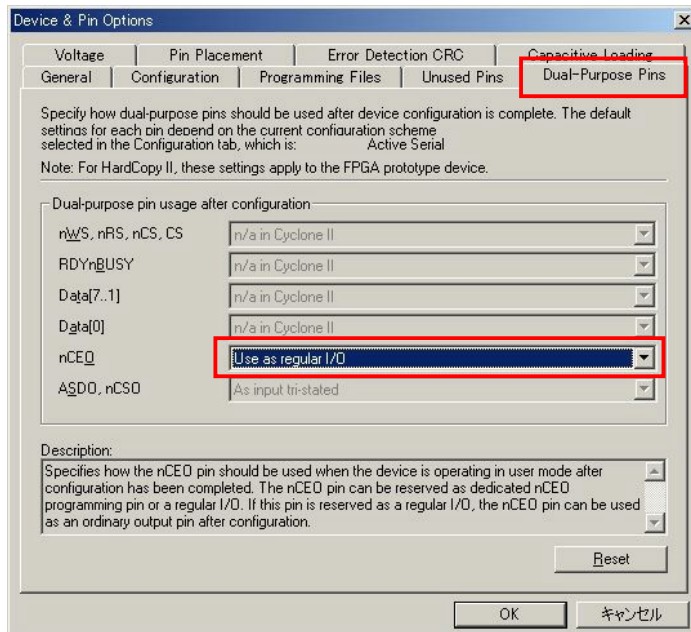 Device & Pin Options
Voltage Pin Placement Error Detection CRC Capacitive Loading
General Configuration Programming Files Unused Pins Dual-Purpose Pins
Specify how dual-purpose pins should be used after device configuration is complete. The default
settings for each pin depend on the current configuration scheme
selected in the Configuration tab, which is: Active Serial
Note: For HardCopy II, these settings apply to the FPGA prototype device.
Dual-purpose pin usage after configuration
nWS, nRS, nCS, CS n/a in Cyclone II
RDYnBUSY n/a in Cyclone II
Data[7..1] n/a in Cyclone II
Data[0] n/a in Cyclone II
nCEO Use as regular I/O
ASDO, nCSO As input tri-stated
Description:
Specifies how the nCEO pin should be used when the device is operating in user mode after
configuration has been completed. The nCEO pin can be reserved as dedicated nCEO
programming pin or a regular I/O. If this pin is reserved as a regular I/O, the nCEO pin can be used
as an ordinary output pin after configuration.
Reset
OK キャンセル